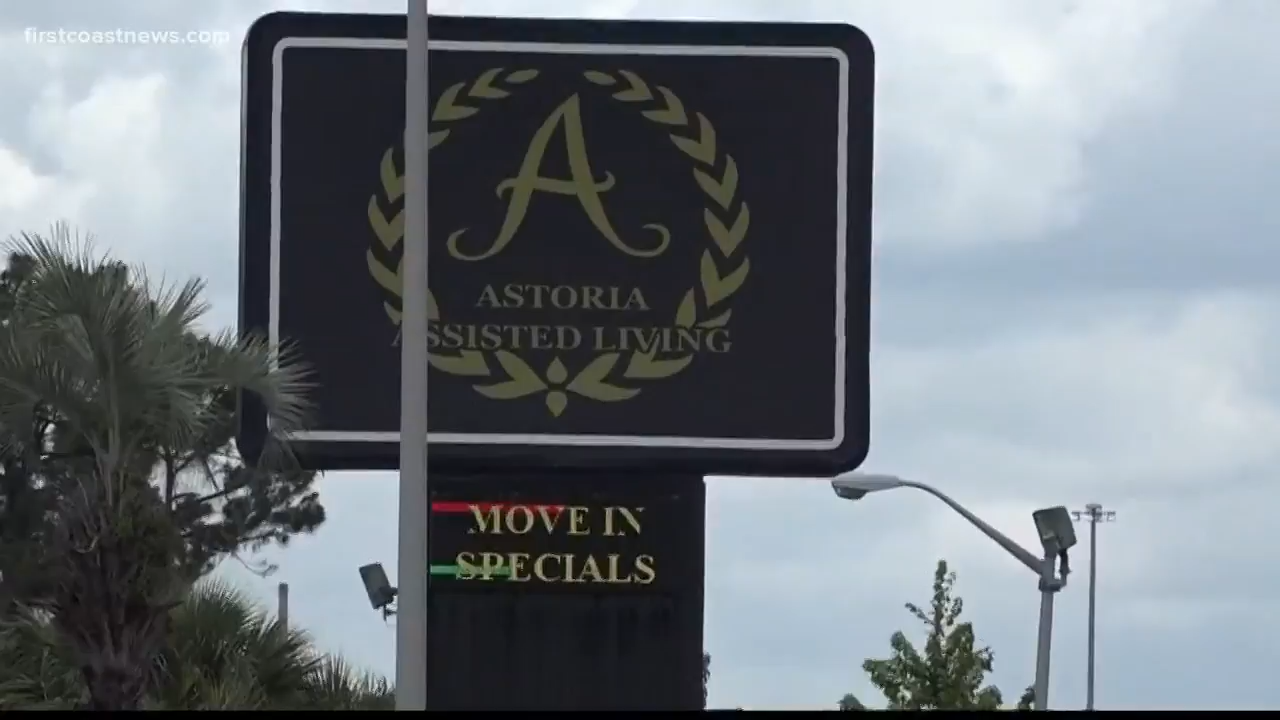 firstcoastnews.com
A
ASTORIA
ASSISTED LIVING
MOVE IN
SPECIALS